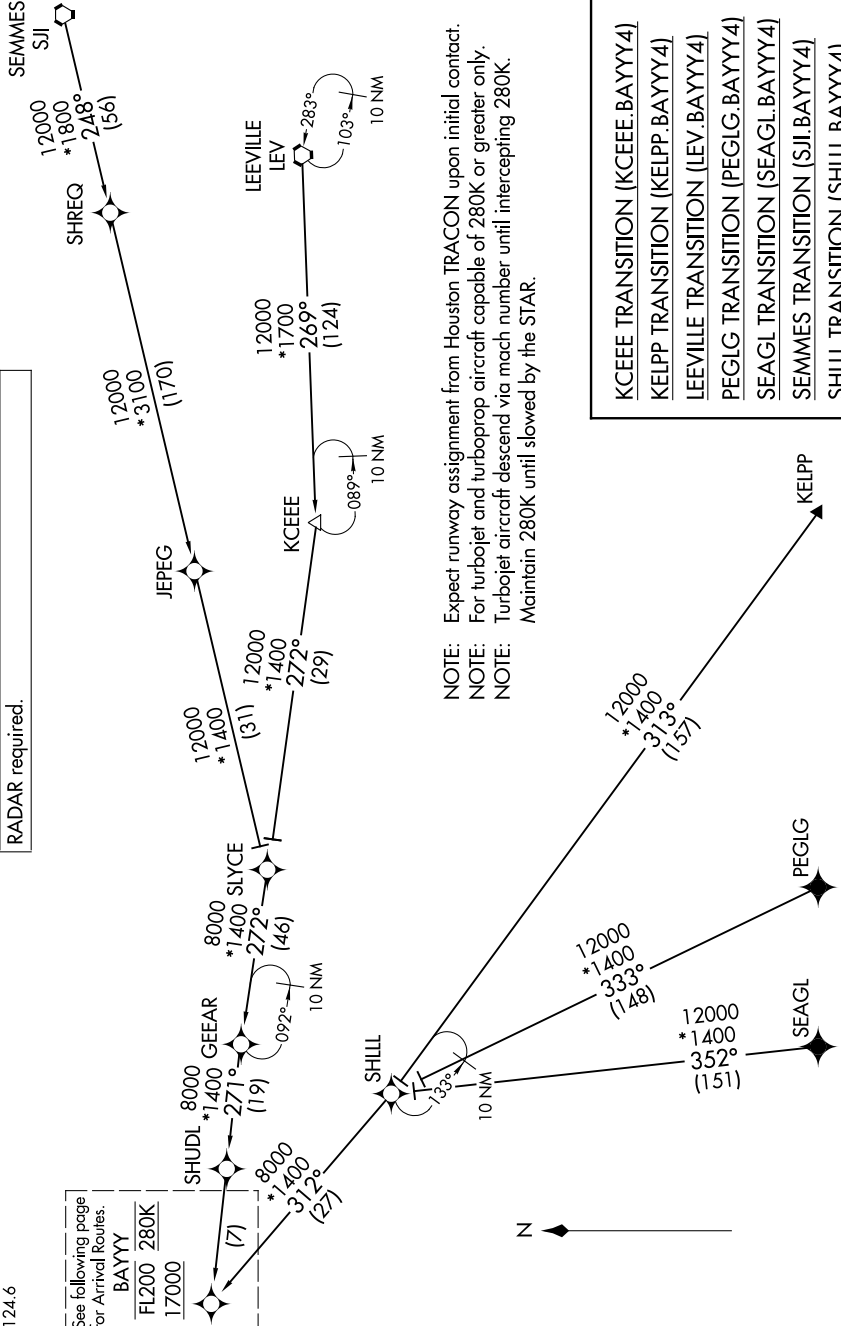 RADAR required.
124.6
See following page
for Arrival Routes.
BAYYY
FL200 280K
17000
(7)
SHUDL
8000
*1400
271°
(19)
GEEAR
092°
10 NM
8000
*1400
272°
(46)
SLYCE
12000
*1400
(31)
JEPEG
12000
*3100
(170)
SHREQ
12000
*1800
248°
(56)
SEMMES
SJI
12000
*1400
272°
(29)
KCEEE
089°
10 NM
12000
*1700
269°
(124)
LEEVILLE
LEV
283°
103°
10 NM
NOTE: Expect runway assignment from Houston TRACON upon initial contact.
NOTE: For turbojet and turboprop aircraft capable of 280K or greater only.
NOTE: Turbojet aircraft descend via mach number until intercepting 280K.
Maintain 280K until slowed by the STAR.
8000
*1400
312°
(27)
SHLLL
133°
10 NM
12000
*1400
313°
(157)
KELPP
12000
*1400
333°
(148)
PEGLG
12000
*1400
352°
(151)
SEAGL
N
KCEEE TRANSITION (KCEEE.BAYYY4)
KELPP TRANSITION (KELPP.BAYYY4)
LEEVILLE TRANSITION (LEV.BAYYY4)
PEGLG TRANSITION (PEGLG.BAYYY4)
SEAGL TRANSITION (SEAGL.BAYYY4)
SEMMES TRANSITION (SJI.BAYYY4)
SHLLL TRANSITION (SHLLL.BAYYY4)